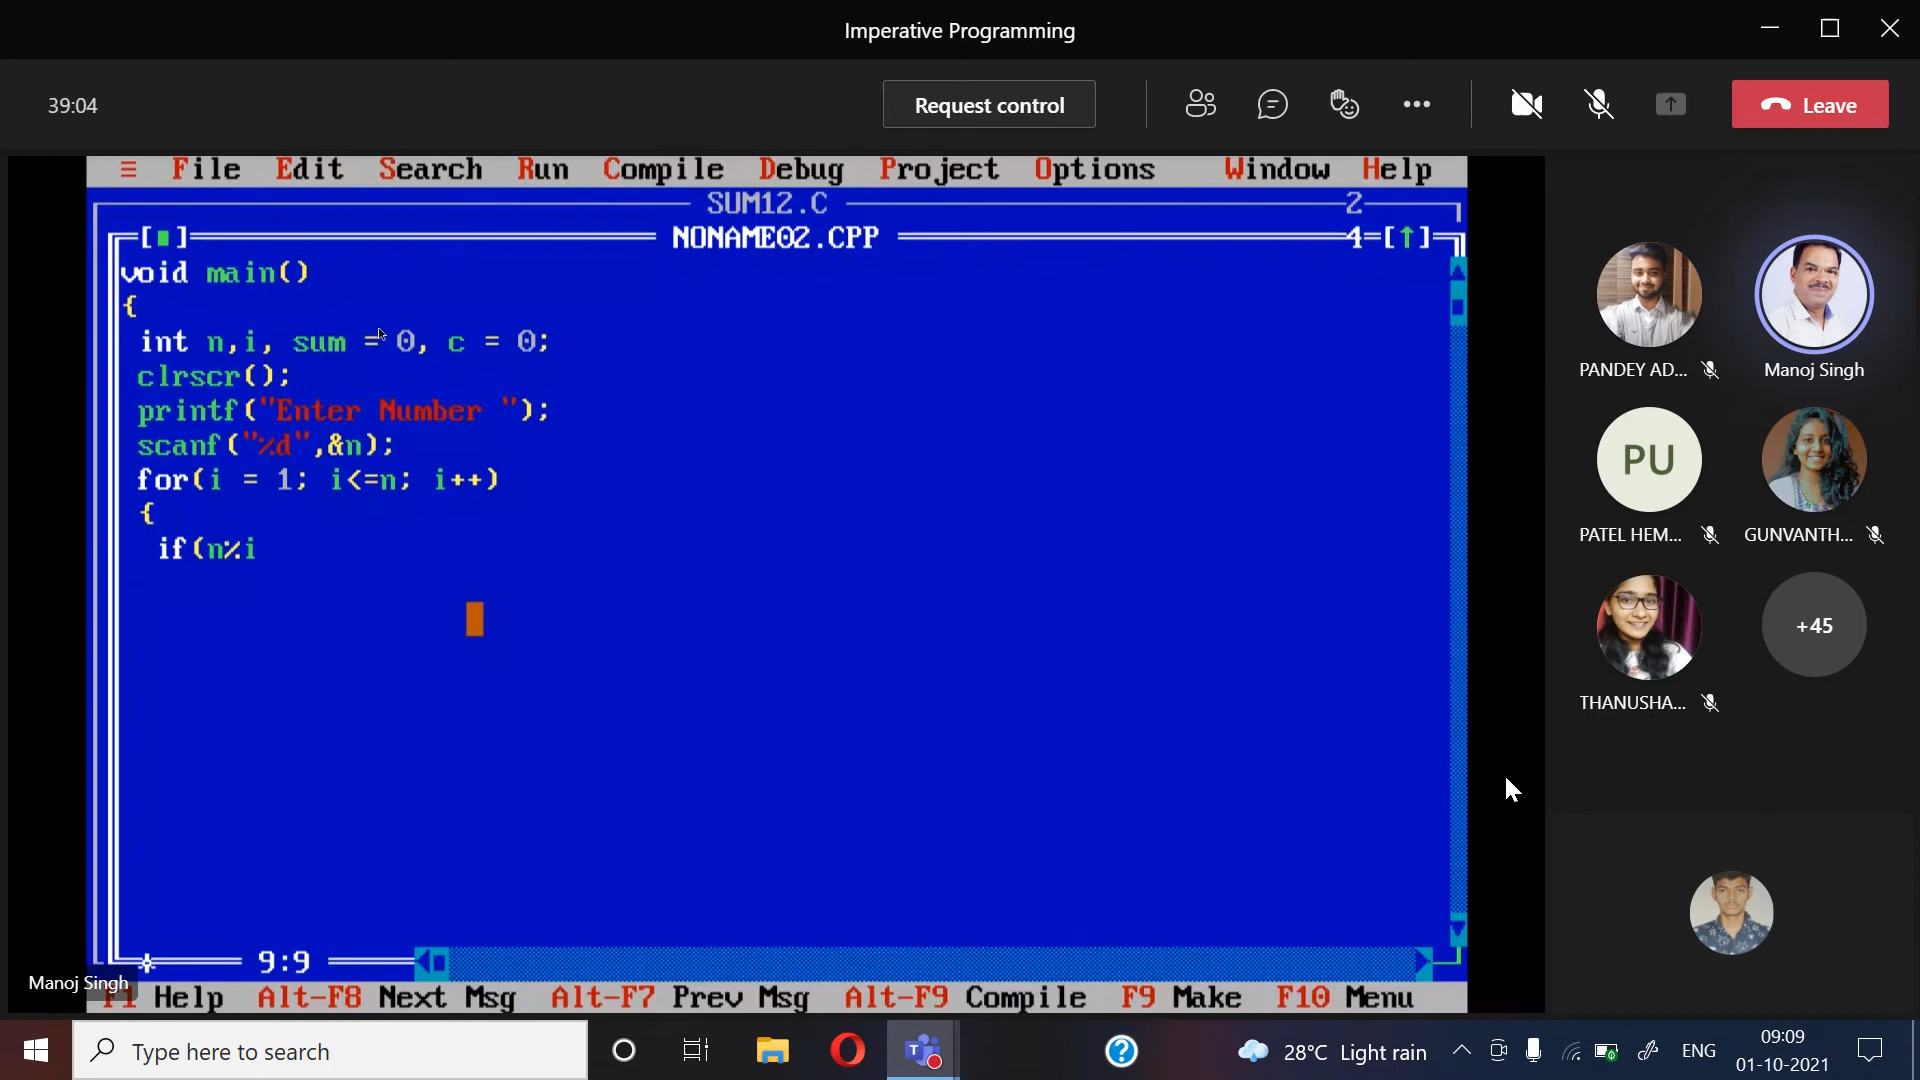 Imperative Programming
39:04
Request control
Leave
≡ File Edit Search Run Compile Debug Project Options Window Help
SUM12.C 2
[■] NONAME02.CPP 4=[↑]
void main()
{
int n,i, sum = 0, c = 0;
clrscr();
printf("Enter Number ");
scanf("%d",&n);
for(i = 1; i<=n; i++)
{
if(n%i
9:9
Manoj Singh
F1 Help Alt-F8 Next Msg Alt-F7 Prev Msg Alt-F9 Compile F9 Make F10 Menu
PANDEY AD...
Manoj Singh
PU
PATEL HEM...
GUNVANTH...
THANUSHA...
+45
Type here to search
28°C Light rain
ENG
09:09
01-10-2021